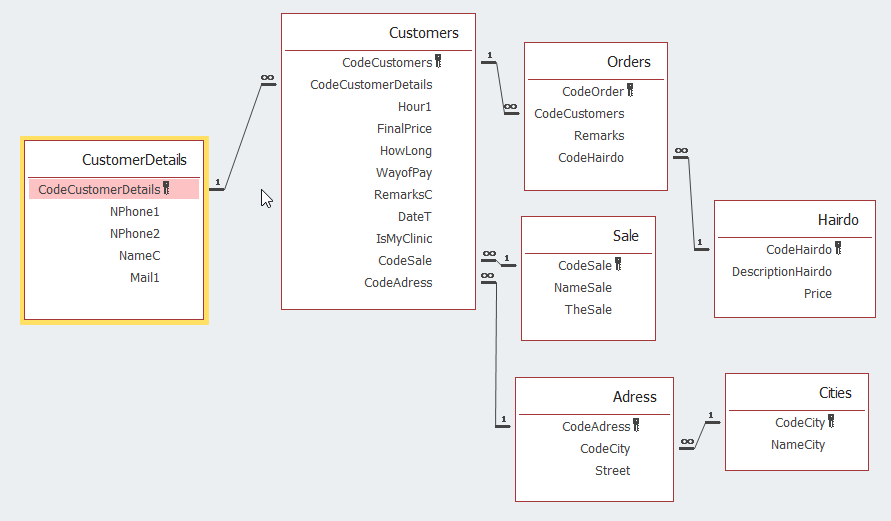 CustomerDetails
CodeCustomerDetails
NPhone1
NPhone2
NameC
Mail1
1
∞
Customers
CodeCustomers
CodeCustomerDetails
Hour1
FinalPrice
HowLong
WayofPay
RemarksC
DateT
IsMyClinic
CodeSale
CodeAdress
1
∞
Orders
CodeOrder
CodeCustomers
Remarks
CodeHairdo
∞
1
Hairdo
CodeHairdo
DescriptionHairdo
Price
∞
1
Sale
CodeSale
NameSale
TheSale
∞
1
Adress
CodeAdress
CodeCity
Street
∞
1
Cities
CodeCity
NameCity